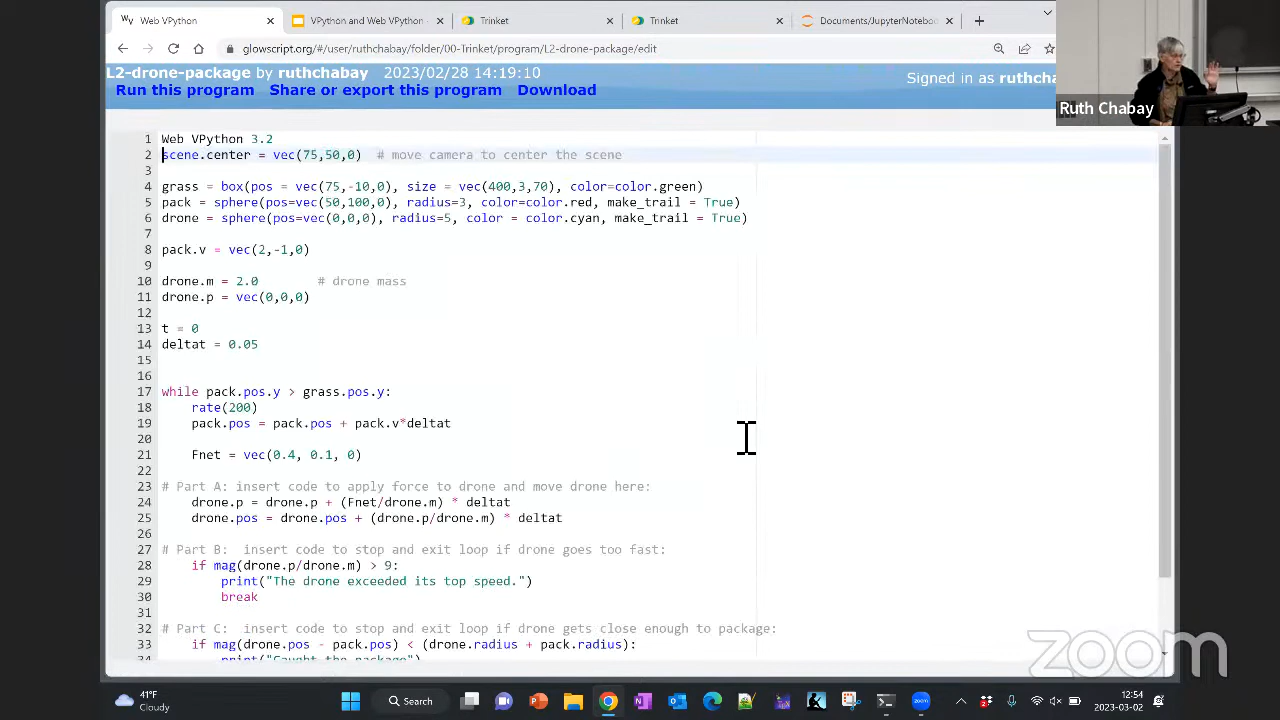 Web VPython
VPython and Web VPython
Trinket
Trinket
Documents/JupyterNoteboo
glowscript.org/#/user/ruthchabay/folder/00-Trinket/program/L2-drone-package/edit
L2-drone-package by ruthchabay 2023/02/28 14:19:10
Signed in as ruthcha
Run this program Share or export this program Download
Ruth Chabay
1 Web VPython 3.2
2 scene.center = vec(75,50,0) # move camera to center the scene
3
4 grass = box(pos = vec(75,-10,0), size = vec(400,3,70), color=color.green)
5 pack = sphere(pos=vec(50,100,0), radius=3, color=color.red, make_trail = True)
6 drone = sphere(pos=vec(0,0,0), radius=5, color = color.cyan, make_trail = True)
7
8 pack.v = vec(2,-1,0)
9
10 drone.m = 2.0 # drone mass
11 drone.p = vec(0,0,0)
12
13 t = 0
14 deltat = 0.05
15
16
17 while pack.pos.y > grass.pos.y:
18 rate(200)
19 pack.pos = pack.pos + pack.v*deltat
20
21 Fnet = vec(0.4, 0.1, 0)
22
23 # Part A: insert code to apply force to drone and move drone here:
24 drone.p = drone.p + (Fnet/drone.m) * deltat
25 drone.pos = drone.pos + (drone.p/drone.m) * deltat
26
27 # Part B: insert code to stop and exit loop if drone goes too fast:
28 if mag(drone.p/drone.m) > 9:
29 print("The drone exceeded its top speed.")
30 break
31
32 # Part C: insert code to stop and exit loop if drone gets close enough to package:
33 if mag(drone.pos - pack.pos) < (drone.radius + pack.radius):
34 print("Caught the package")
zoom
41°F
Cloudy
Search
12:54
2023-03-02